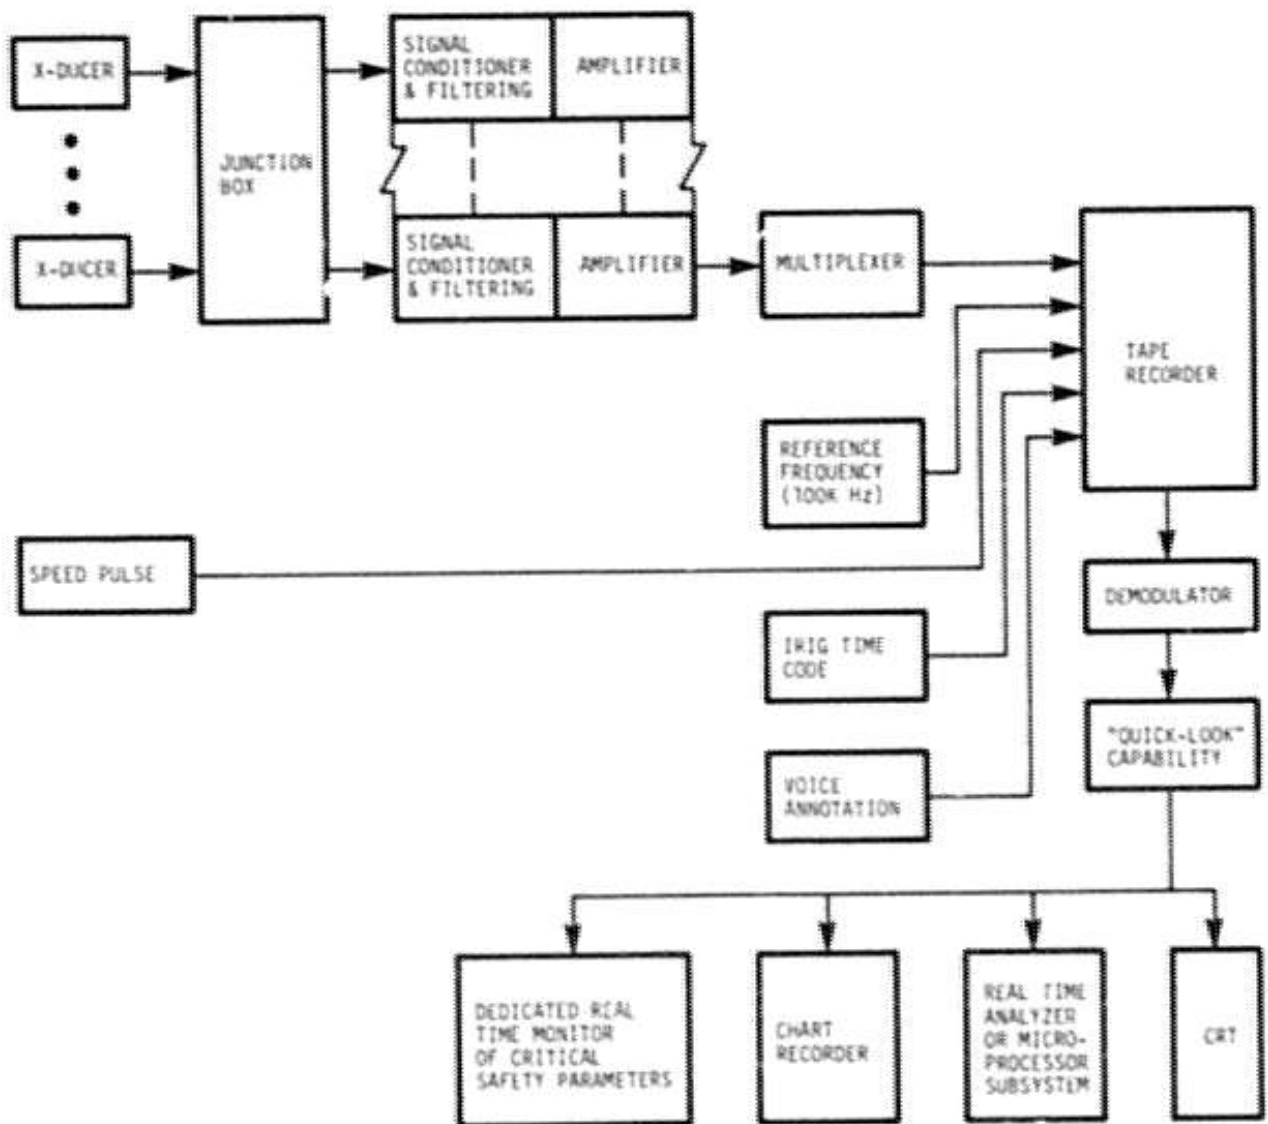 X-DUCER
JUNCTION
BOX
SIGNAL
CONDITIONER
& FILTERING
AMPLIFIER
X-DUCER
SIGNAL
CONDITIONER
& FILTERING
AMPLIFIER
MULTIPLEXER
TAPE
RECORDER
REFERENCE
FREQUENCY
(100K Hz)
SPEED PULSE
DEMODULATOR
IRIG TIME
CODE
"QUICK-LOOK"
CAPABILITY
VOICE
ANNOTATION
DEDICATED REAL
TIME MONITOR
OF CRITICAL
SAFETY PARAMETERS
CHART
RECORDER
REAL TIME
ANALYZER
OR MICRO-
PROCESSOR
SUBSYSTEM
CRT